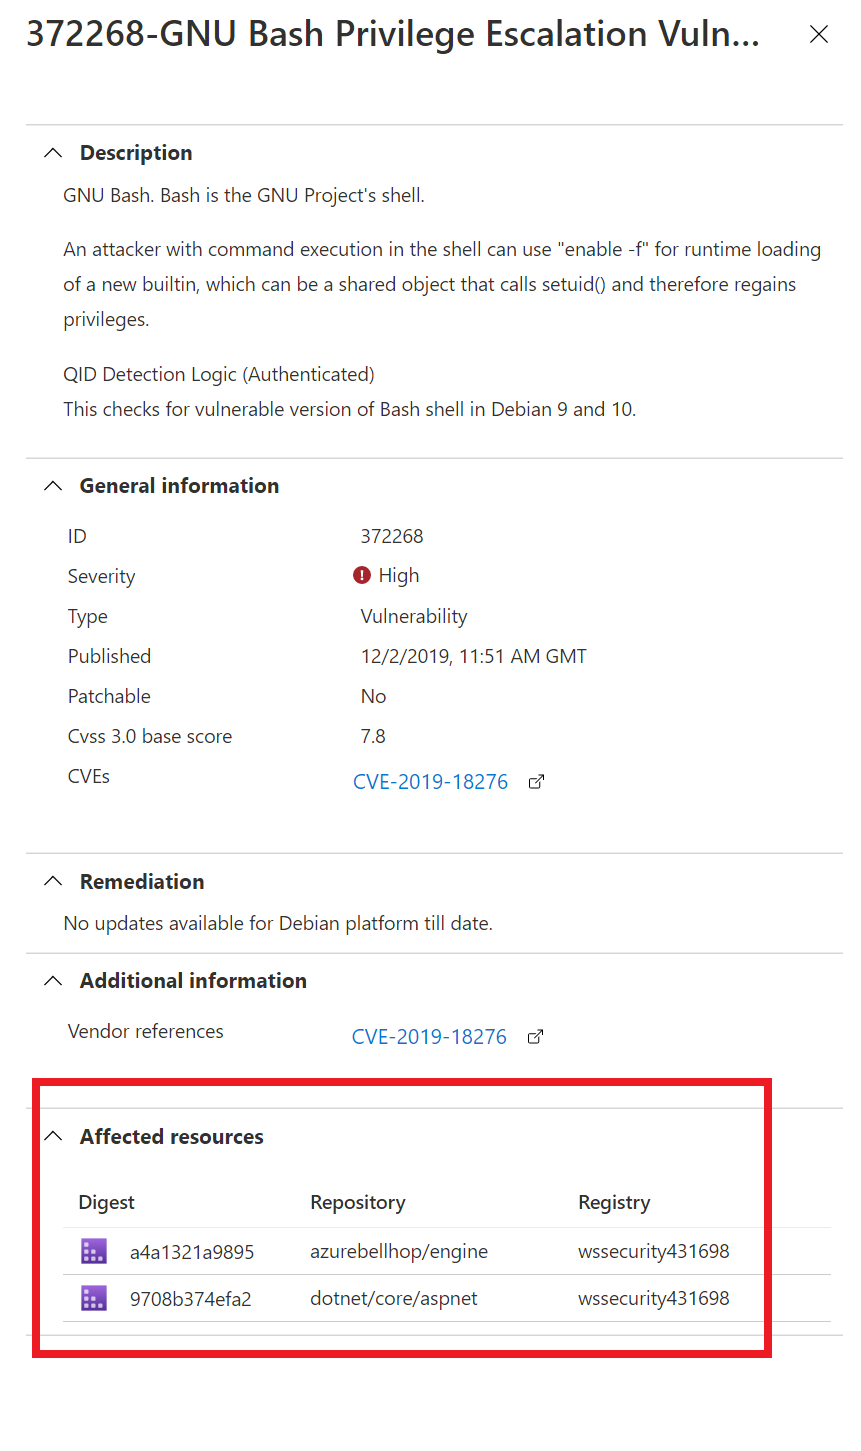 372268-GNU Bash Privilege Escalation Vuln...
Description
GNU Bash. Bash is the GNU Project's shell.
An attacker with command execution in the shell can use "enable -f" for runtime loading
of a new builtin, which can be a shared object that calls setuid() and therefore regains
privileges.
QID Detection Logic (Authenticated)
This checks for vulnerable version of Bash shell in Debian 9 and 10.
General information
ID 372268
Severity High
Type Vulnerability
Published 12/2/2019, 11:51 AM GMT
Patchable No
Cvss 3.0 base score 7.8
CVEs CVE-2019-18276
Remediation
No updates available for Debian platform till date.
Additional information
Vendor references CVE-2019-18276
Affected resources
Digest Repository Registry
a4a1321a9895 azurebellhop/engine wssecurity431698
9708b374efa2 dotnet/core/aspnet wssecurity431698